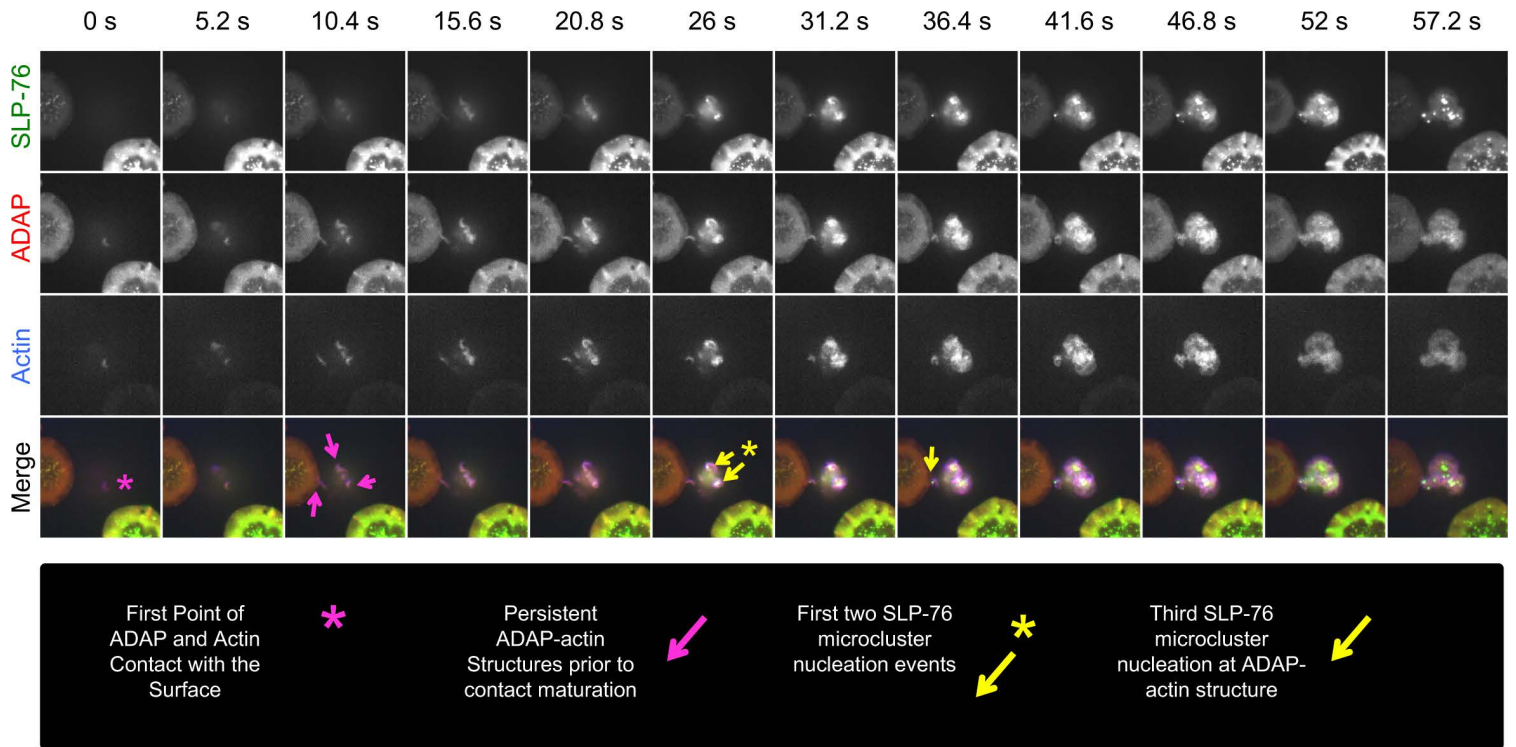 0 s 5.2 s 10.4 s 15.6 s 20.8 s 26 s 31.2 s 36.4 s 41.6 s 46.8 s 52 s 57.2 s
SLP-76
ADAP
Actin
Merge
*
*
First Point of
ADAP and Actin
Contact with the
Surface
*
Persistent
ADAP-actin
Structures prior to
contact maturation
First two SLP-76
microcluster
nucleation events
*
Third SLP-76
microcluster
nucleation at ADAP-
actin structure